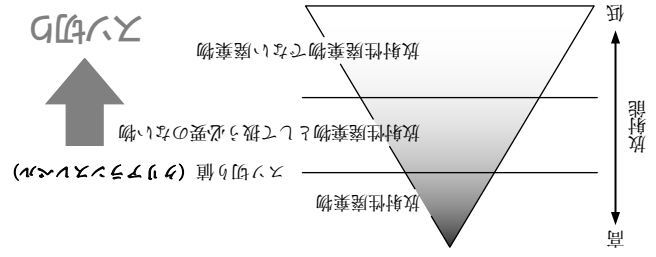 高
放射性廃棄物
スソ切り値（クリアランスレベル）
放射能
放射性廃棄物として扱う必要のない物
放射性廃棄物でない廃棄物
スソ切り
低